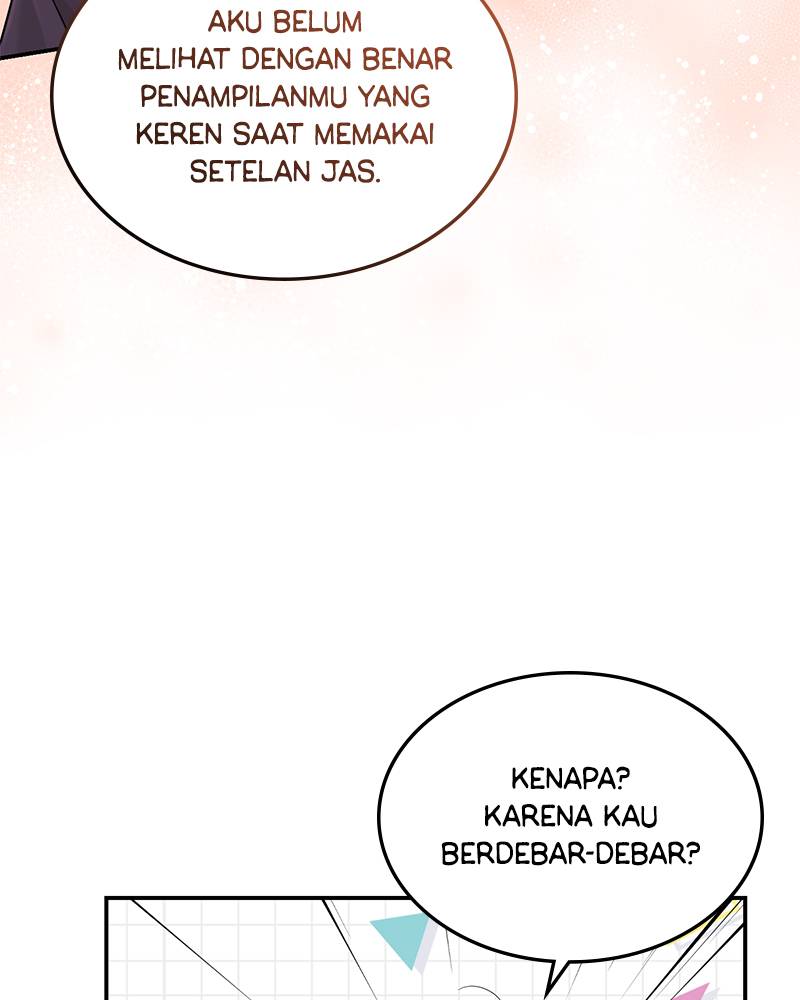 AKU BELUM
MELIHAT DENGAN BENAR
PENAMPILANMU YANG
KEREN SAAT MEMAKAI
SETELAN JAS.
KENAPA?
KARENA KAU
BERDEBAR-DEBAR?